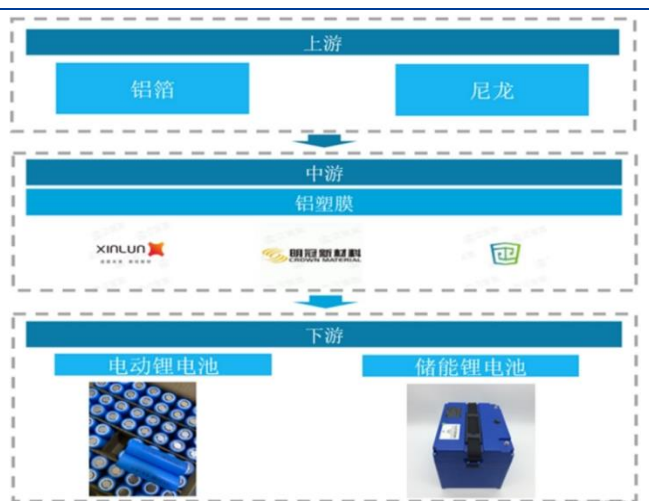 上游
铝箔
尼龙
中游
铝塑膜
XINLUN
明冠新材料
CROWN MATERIAL
下游
电动锂电池
储能锂电池